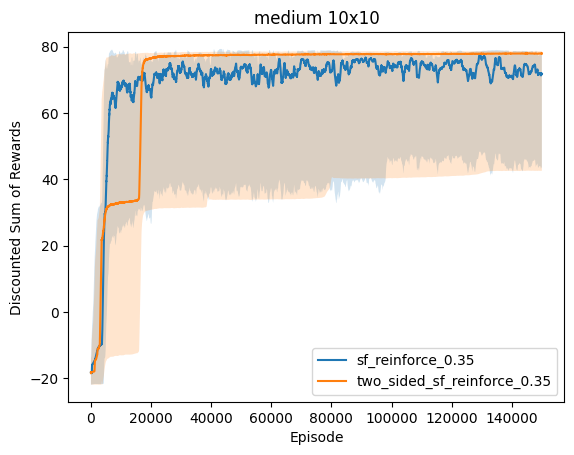 medium 10x10
Discounted Sum of Rewards
80
60
40
20
0
−20
0 20000 40000 60000 80000 100000 120000 140000
Episode
sf_reinforce_0.35
two_sided_sf_reinforce_0.35